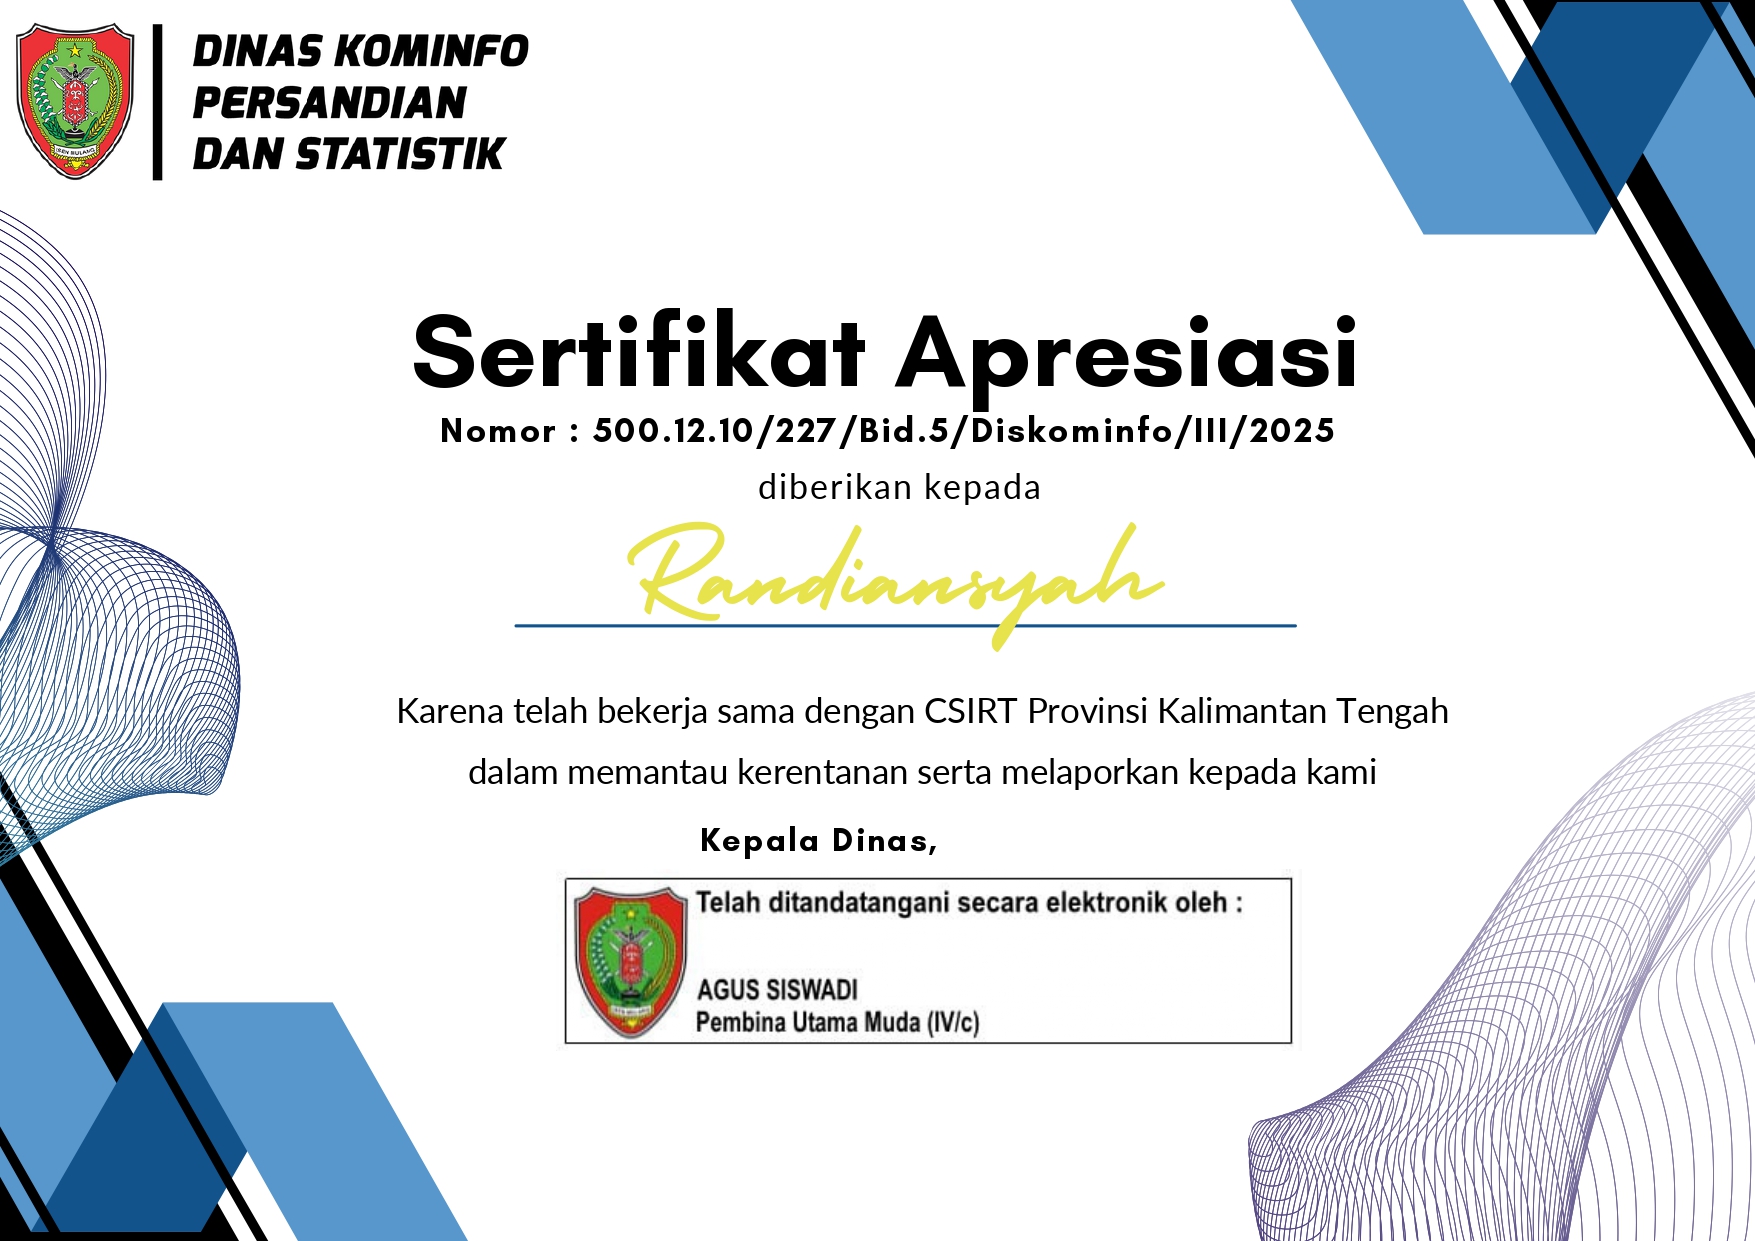 DINAS KOMINFO
PERSANDIAN
DAN STATISTIK
ISEN MULANG
Sertifikat Apresiasi
Nomor : 500.12.10/227/Bid.5/Diskominfo/III/2025
diberikan kepada
Randiansyah
Karena telah bekerja sama dengan CSIRT Provinsi Kalimantan Tengah
dalam memantau kerentanan serta melaporkan kepada kami
Kepala Dinas,
Telah ditandatangani secara elektronik oleh :
AGUS SISWADI
Pembina Utama Muda (IV/c)